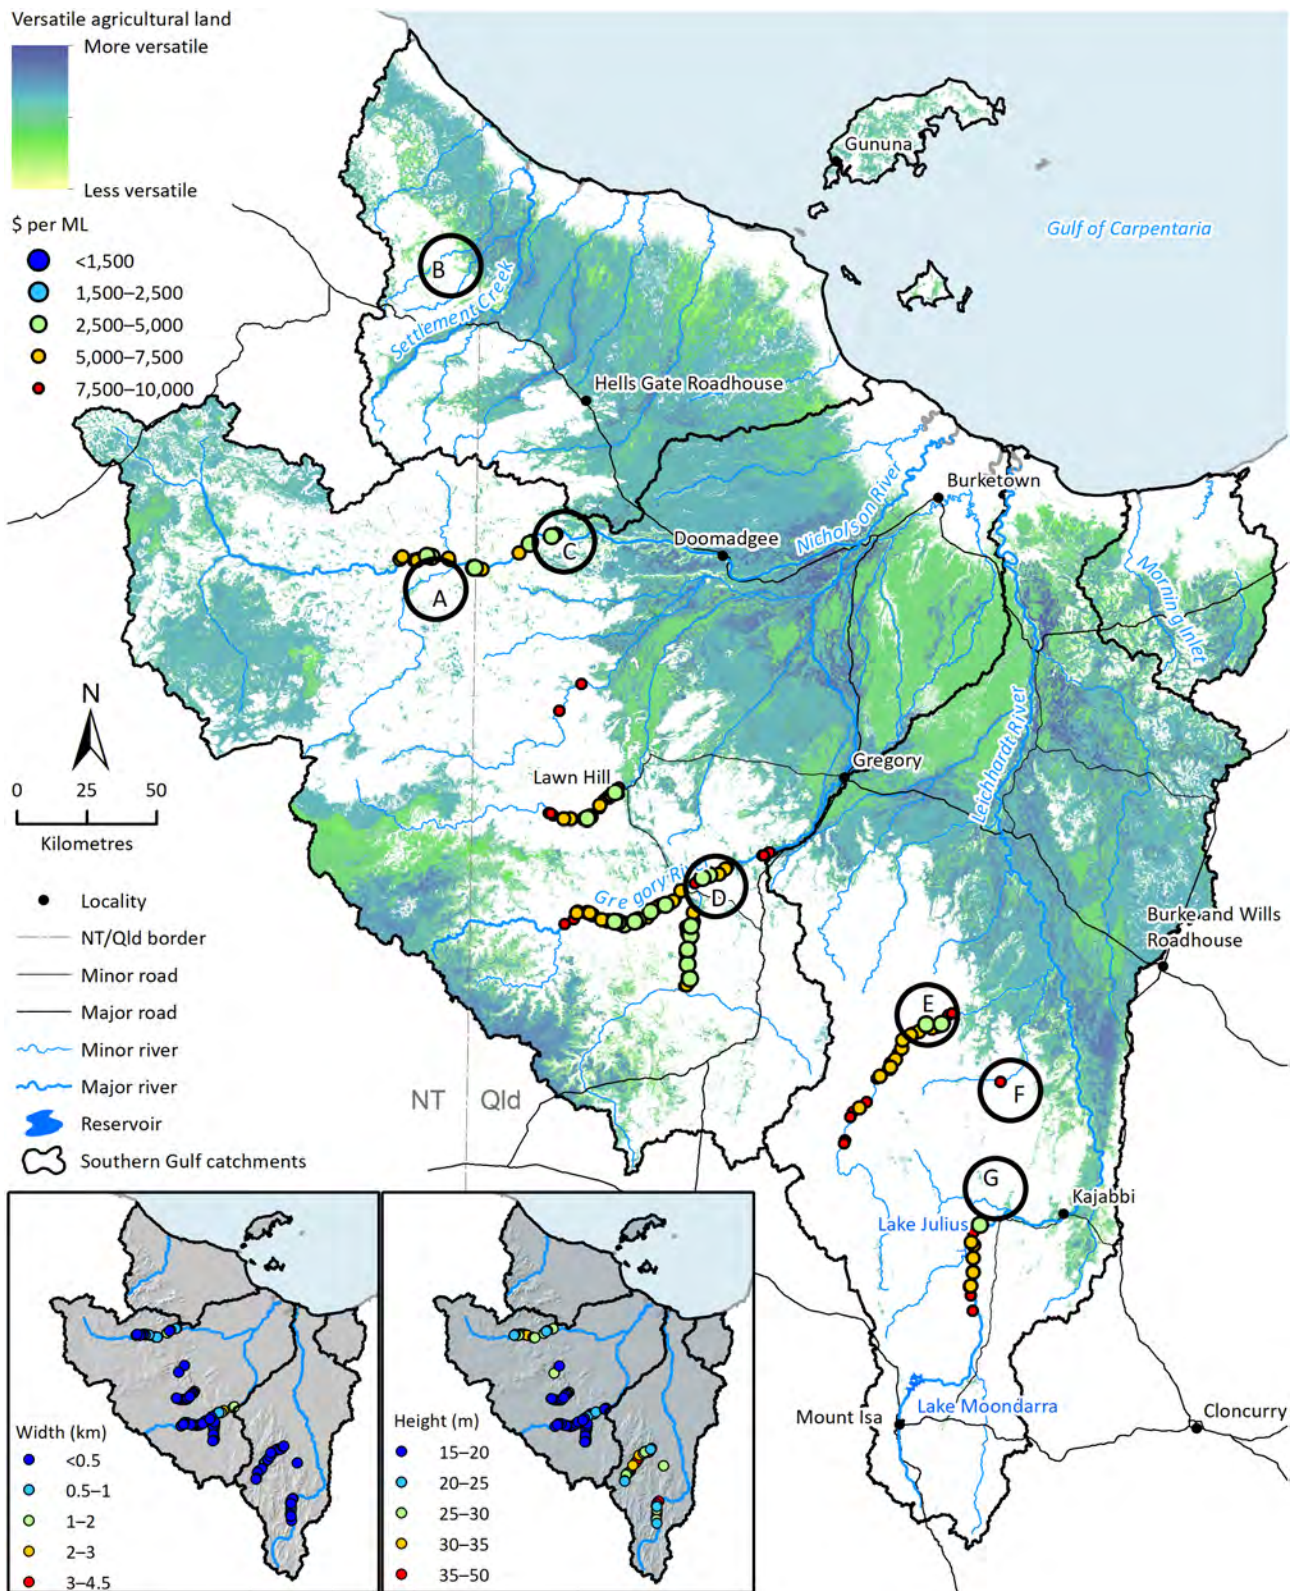 Versatile agricultural land
More versatile
Less versatile
$ per ML
<1,500
1,500–2,500
2,500–5,000
5,000–7,500
7,500–10,000
Gununa
Gulf of Carpentaria
B
Settlement Creek
Hells Gate Roadhouse
Burketown
Nicholson River
C
Doomadgee
A
Morning Inlet
N
0 25 50
Kilometres
Lawn Hill
Gregory
Leichhardt River
Gregory River
D
Locality
NT/Qld border
Minor road
Major road
Minor river
Major river
Reservoir
Southern Gulf catchments
Burke and Wills
Roadhouse
E
F
NT Qld
G
Kajabbi
Lake Julius
Lake Moondarra
Mount Isa
Cloncurry
Width (km)
<0.5
0.5–1
1–2
2–3
3–4.5
Height (m)
15–20
20–25
25–30
30–35
35–50